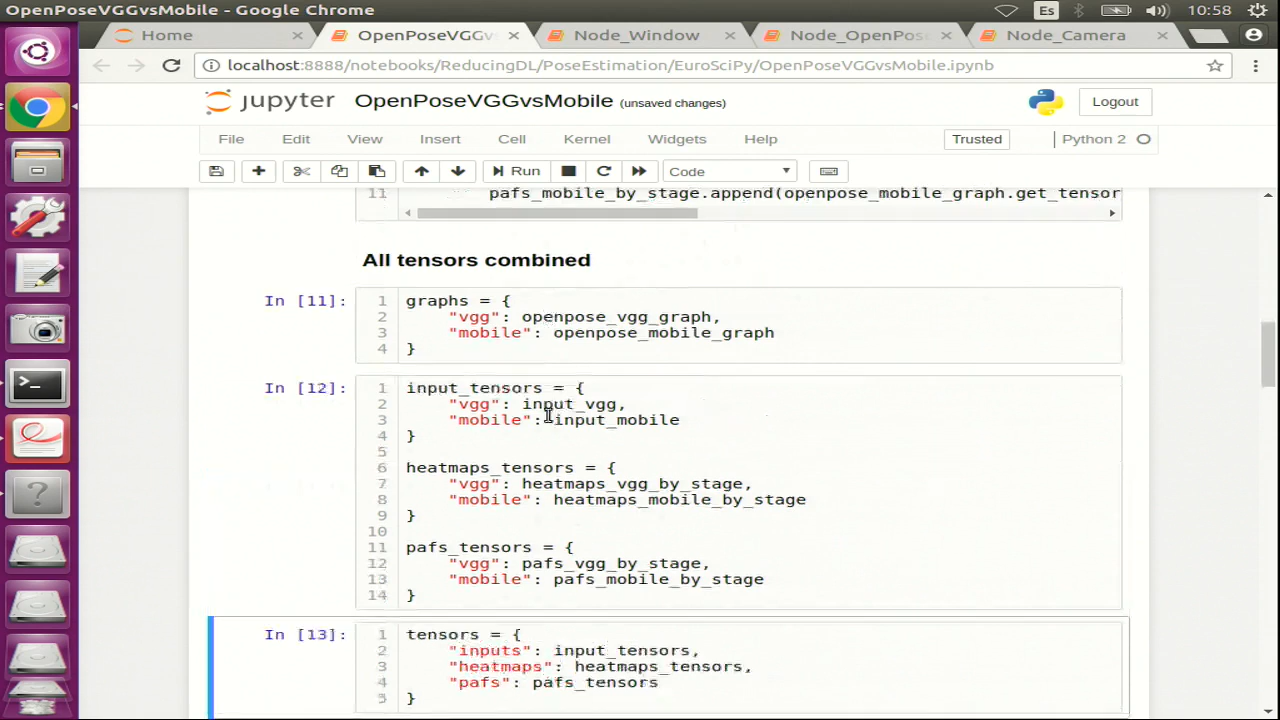 OpenPoseVGGvsMobile - Google Chrome
Es
10:58
Home
OpenPoseVGGv
Node_Window
Node_OpenPose
Node_Camera
localhost:8888/notebooks/ReducingDL/PoseEstimation/EuroSciPy/OpenPoseVGGvsMobile.ipynb
jupyter
OpenPoseVGGvsMobile (unsaved changes)
Logout
File
Edit
View
Insert
Cell
Kernel
Widgets
Help
Trusted
Python 2
Run
Code
11 pafs_mobile_by_stage.append(openpose_mobile_graph.get_tensor
All tensors combined
In [11]:
1 graphs = {
2 "vgg": openpose_vgg_graph,
3 "mobile": openpose_mobile_graph
4 }
In [12]:
1 input_tensors = {
2 "vgg": input_vgg,
3 "mobile": input_mobile
4 }
5
6 heatmaps_tensors = {
7 "vgg": heatmaps_vgg_by_stage,
8 "mobile": heatmaps_mobile_by_stage
9 }
10
11 pafs_tensors = {
12 "vgg": pafs_vgg_by_stage,
13 "mobile": pafs_mobile_by_stage
14 }
In [13]:
1 tensors = {
2 "inputs": input_tensors,
3 "heatmaps": heatmaps_tensors,
4 "pafs": pafs_tensors
5 }